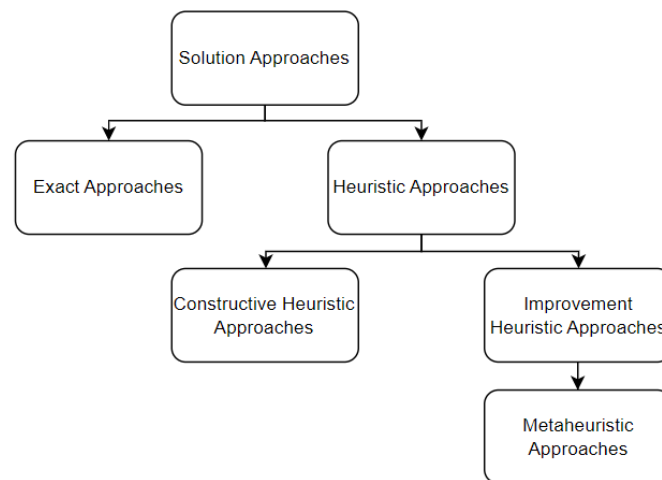 Solution Approaches
Exact Approaches
Heuristic Approaches
Constructive Heuristic
Approaches
Improvement
Heuristic Approaches
Metaheuristic
Approaches